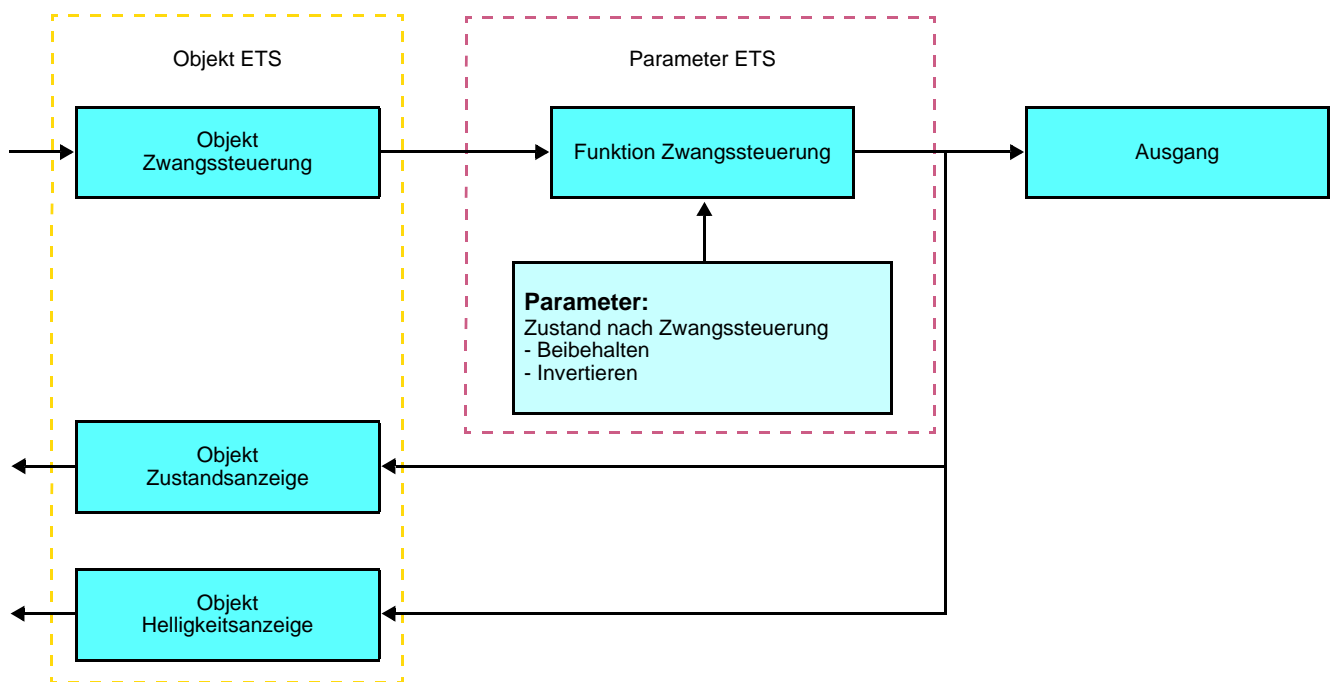 Objekt ETS
Parameter ETS
Objekt
Zwangssteuerung
Funktion Zwangssteuerung
Ausgang
Parameter:
Zustand nach Zwangssteuerung
- Beibehalten
- Invertieren
Objekt
Zustandsanzeige
Objekt
Helligkeitsanzeige